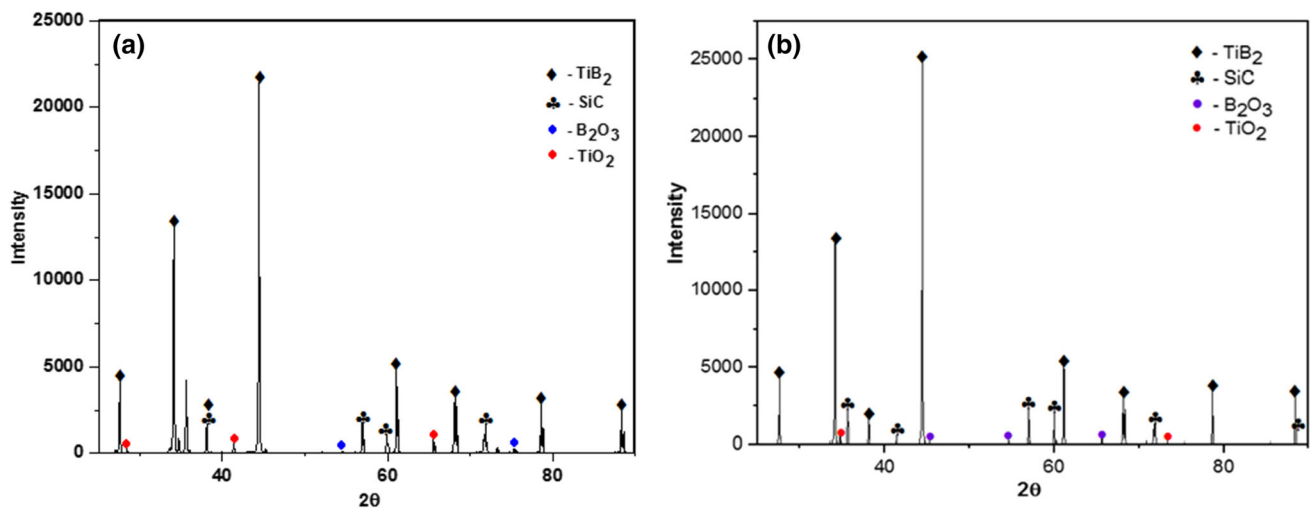 (a)
25000
20000
15000
10000
5000
0
Intensity
40
60
80
2θ
♦ - TiB₂
♣ - SiC
● - B₂O₃
● - TiO₂
(b)
25000
20000
15000
10000
5000
0
Intensity
40
60
80
2θ
♦ - TiB₂
♣ - SiC
● - B₂O₃
● - TiO₂